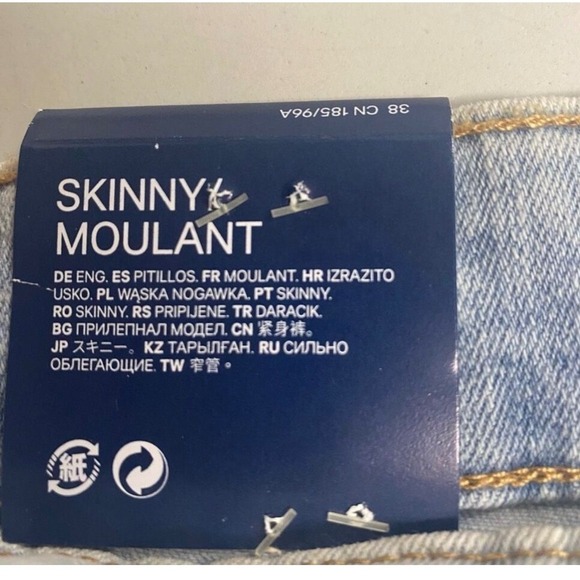 38 CN 185/96A
SKINNY/
MOULANT
DE ENG. ES PITILLOS. FR MOULANT. HR IZRAZITO
USKO. PL WĄSKA NOGAWKA. PT SKINNY.
RO SKINNY. RS PRIPIJENE. TR DARACIK.
BG ПРИЛЕПНАЛ МОДЕЛ. CN 紧身裤。
JP スキニー。 KZ ТАРЫЛҒАН. RU СИЛЬНО
ОБЛЕГАЮЩИЕ. TW 窄管。
紙